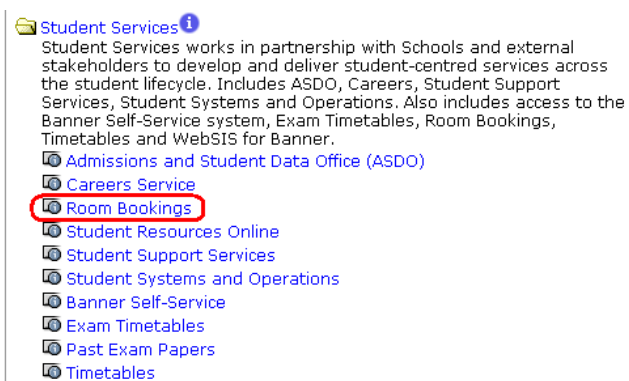 Student Services
Student Services works in partnership with Schools and external
stakeholders to develop and deliver student-centred services across
the student lifecycle. Includes ASDO, Careers, Student Support
Services, Student Systems and Operations. Also includes access to the
Banner Self-Service system, Exam Timetables, Room Bookings,
Timetables and WebSIS for Banner.
Admissions and Student Data Office (ASDO)
Careers Service
Room Bookings
Student Resources Online
Student Support Services
Student Systems and Operations
Banner Self-Service
Exam Timetables
Past Exam Papers
Timetables